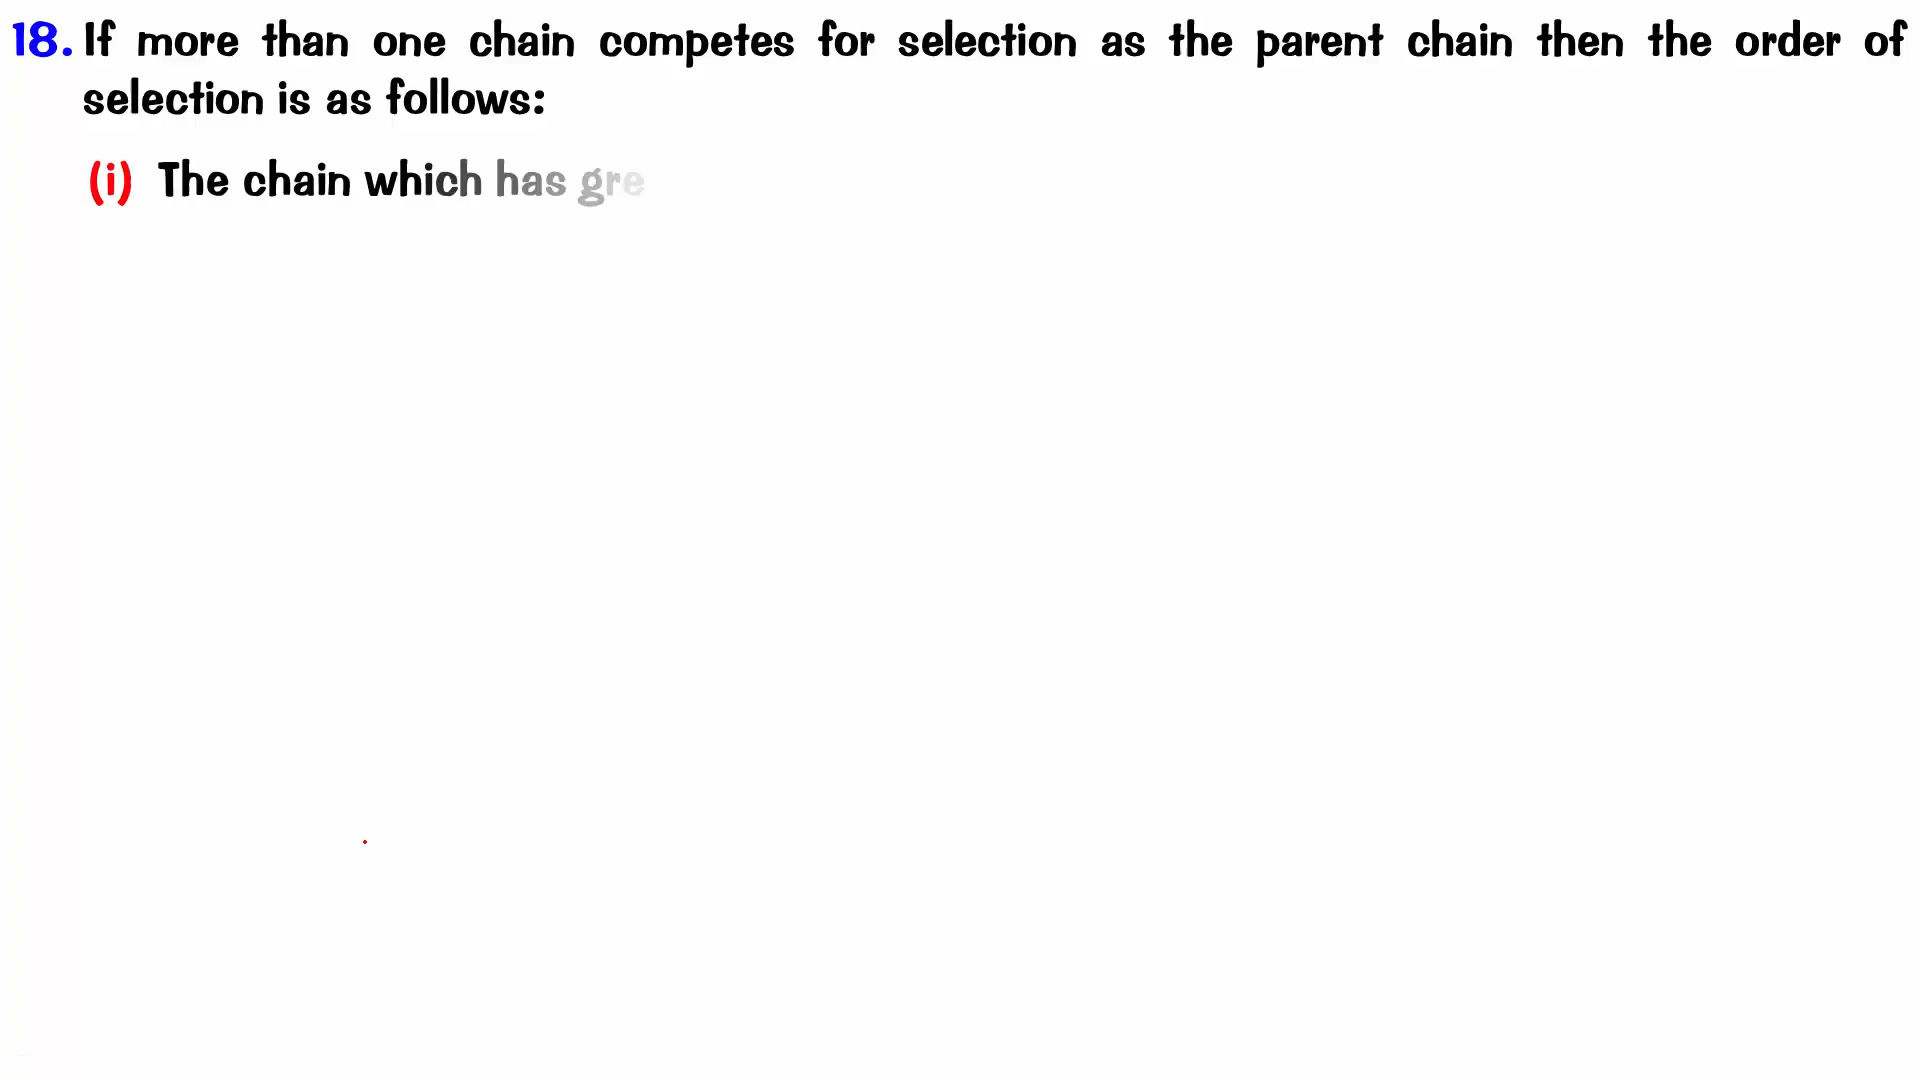 18. If more than one chain competes for selection as the parent chain then the order of
selection is as follows:
(i) The chain which has gre